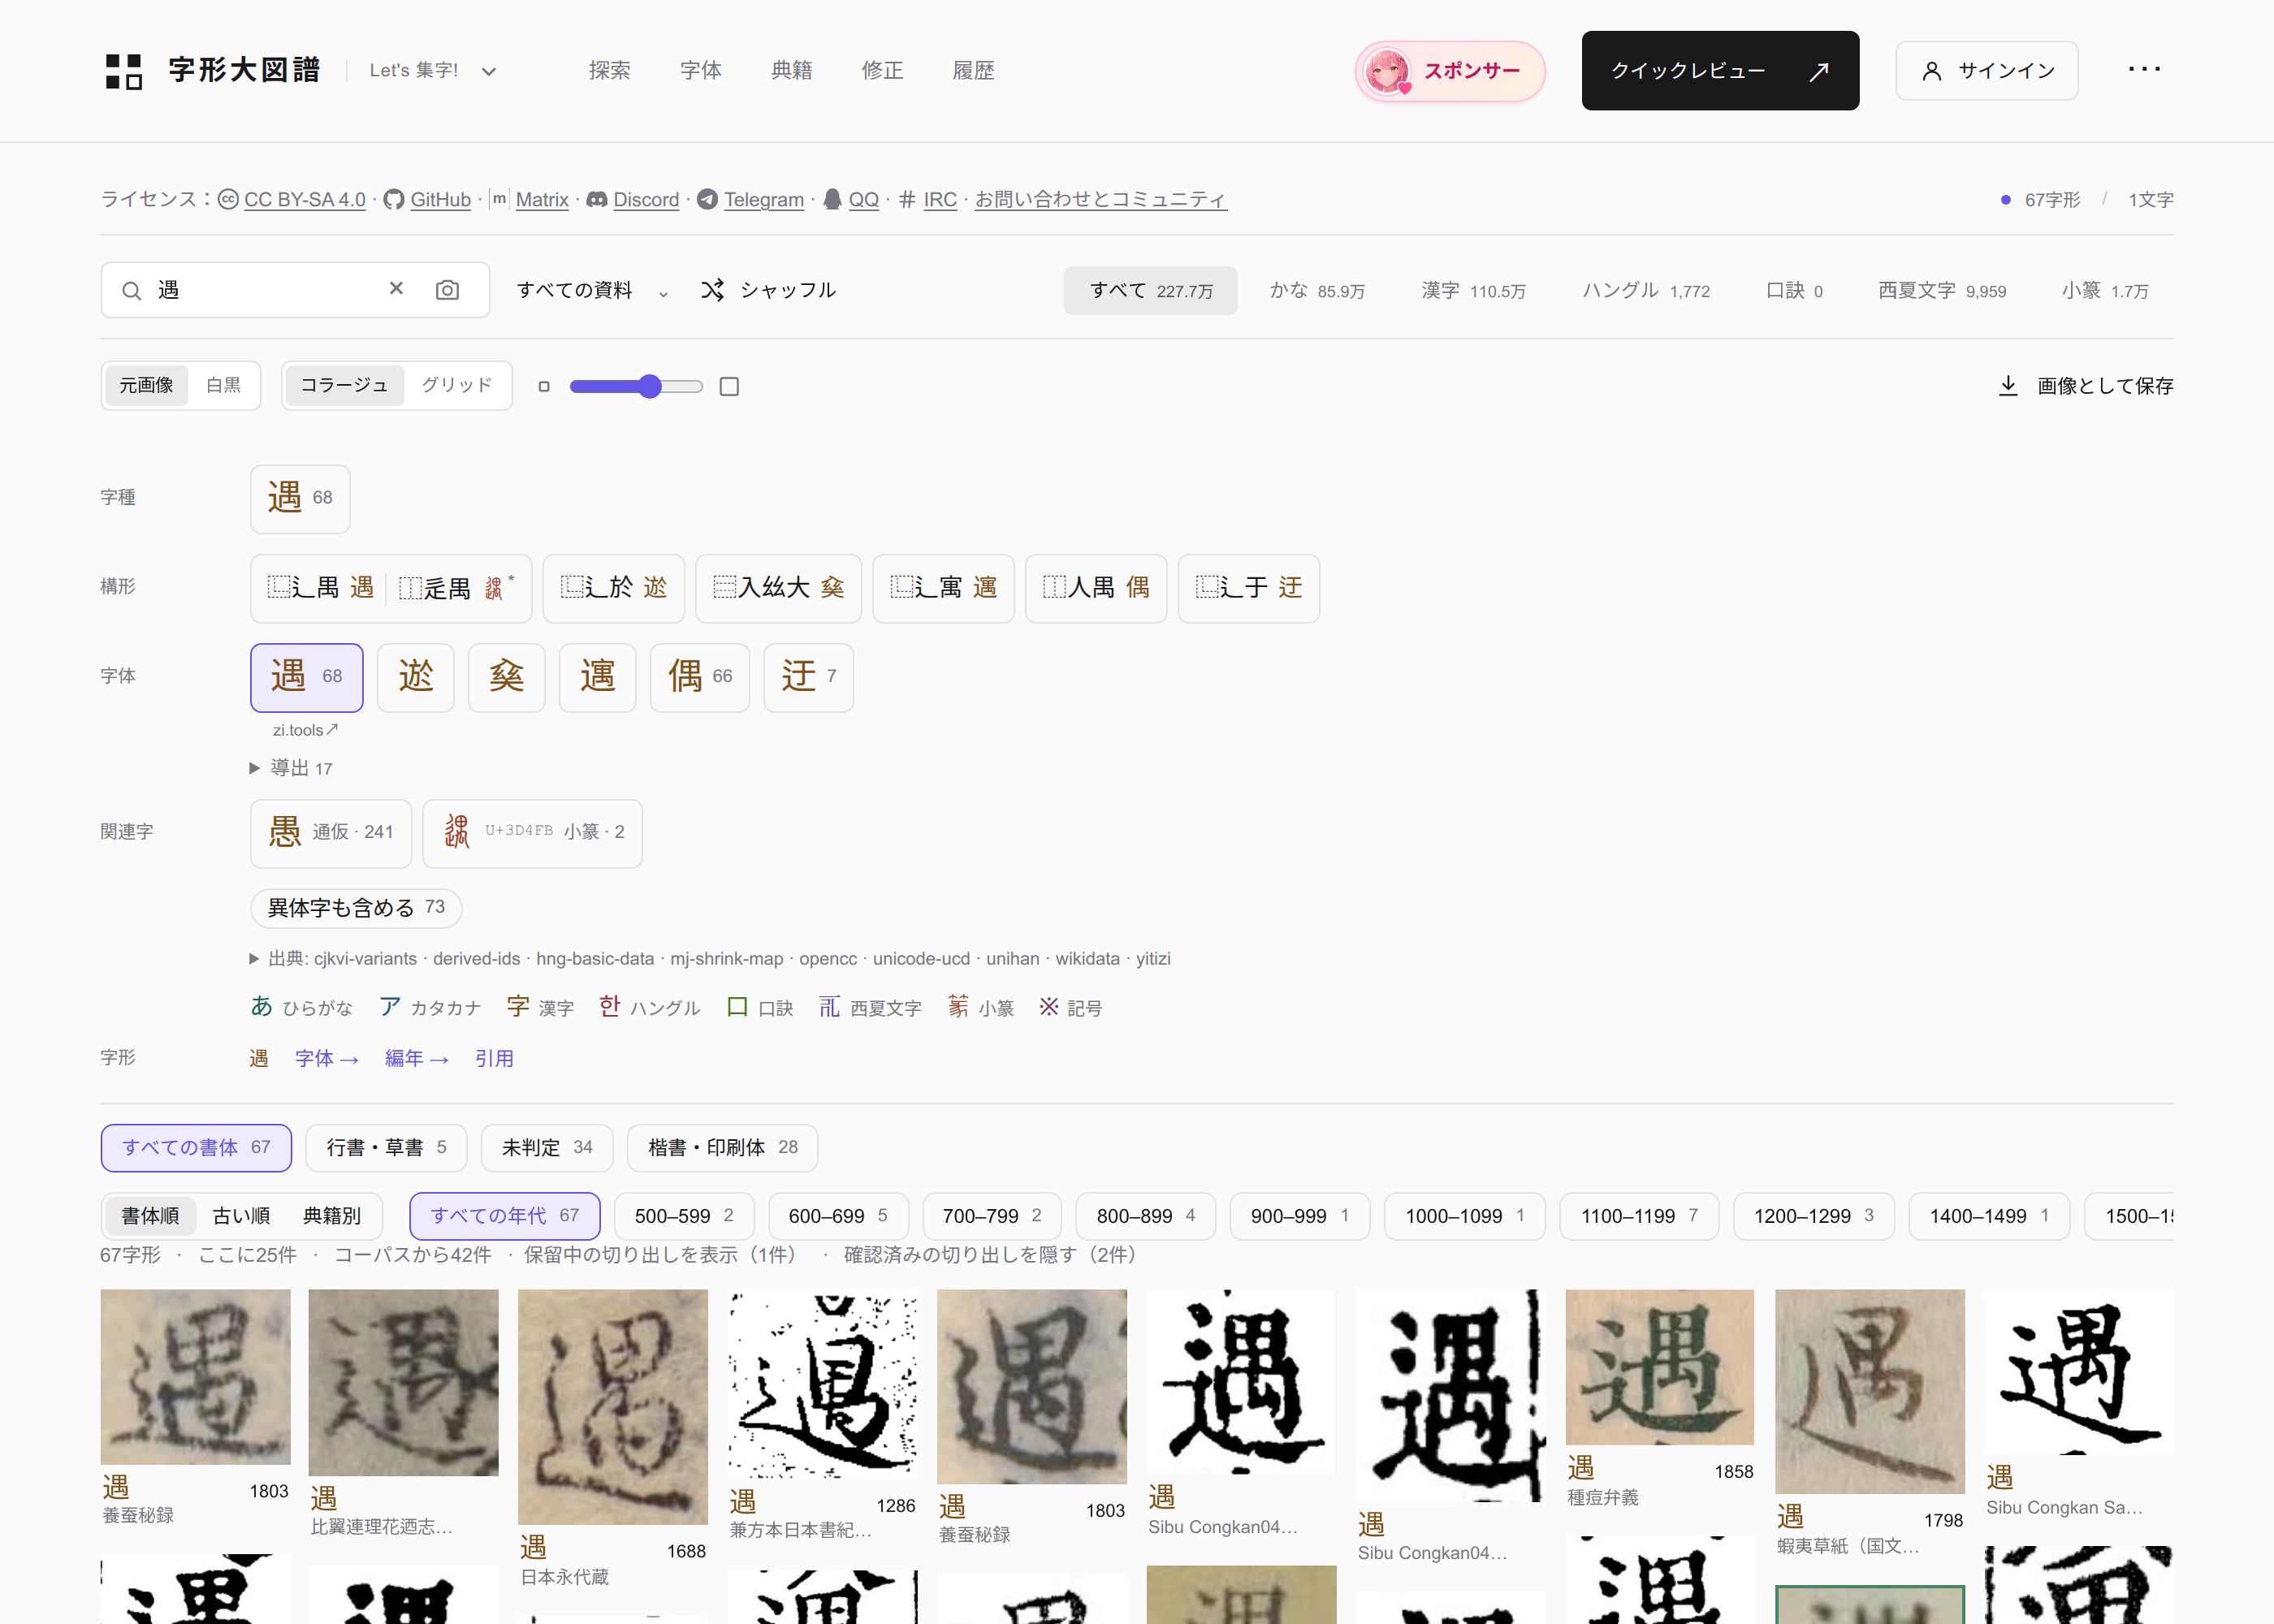 字形大図譜 Let's 集字! 探索 字体 典籍 修正 履歴 スポンサー クイックレビュー ↗ サインイン ···
ライセンス：CC BY-SA 4.0 · GitHub · [m] Matrix · Discord · Telegram · QQ · # IRC · お問い合わせとコミュニティ 67字形 / 1文字
遇 すべての資料 シャッフル すべて 227.7万 かな 85.9万 漢字 110.5万 ハングル 1,772 口訣 0 西夏文字 9,959 小篆 1.7万
元画像 白黒 コラージュ グリッド 画像として保存
字種 遇 68
構形 ⿺辶禺 遇 ⿰辵禺 * ⿺辶於 遊 ⿱入丝大 ⿺辶寓 ⿰人禺 偶 ⿺辶于 迂
字体 遇 68 偶 66 迂 7
zi.tools↗
▶ 導出 17
関連字 愚 通仮 · 241 U+3D4FB 小篆 · 2
異体字も含める 73
▶ 出典: cjkvi-variants · derived-ids · hng-basic-data · mj-shrink-map · opencc · unicode-ucd · unihan · wikidata · yitizi
あ ひらがな ア カタカナ 字 漢字 한 ハングル 口 口訣 西夏文字 小篆 ※ 記号
字形 遇 字体 → 編年 → 引用
すべての書体 67 行書・草書 5 未判定 34 楷書・印刷体 28
書体順 古い順 典籍別 すべての年代 67 500–599 2 600–699 5 700–799 2 800–899 4 900–999 1 1000–1099 1 1100–1199 7 1200–1299 3 1400–1499 1 1500–15
67字形 · ここに25件 · コーパスから42件 · 保留中の切り出しを表示（1件） · 確認済みの切り出しを隠す（2件）
遇 遇 遇 遇 遇 遇 遇 遇 遇 遇
遇 1803
養蚕秘録
遇
比翼連理花廼志…
遇 1688
日本永代蔵
遇 1286
兼方本日本書紀…
遇 1803
養蚕秘録
遇
Sibu Congkan04…
遇
Sibu Congkan04…
遇 1858
種痘弁義
遇 1798
蝦夷草紙（国文…
遇
Sibu Congkan Sa…